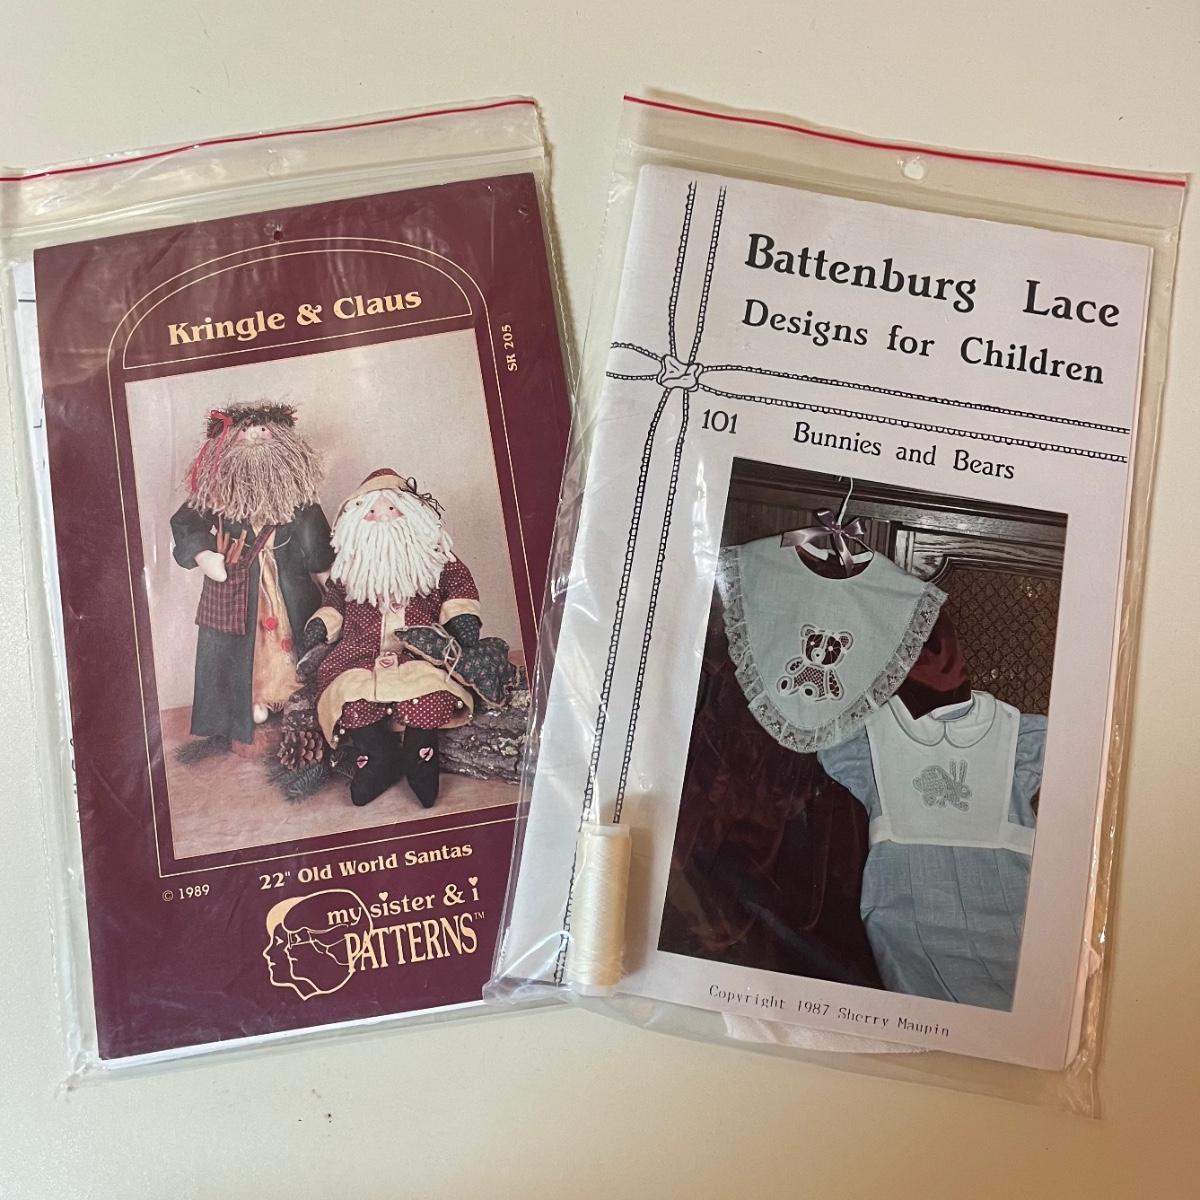 Kringle & Claus
SR 205
© 1989
22" Old World Santas
my sister & i
PATTERNS™
Battenburg Lace
Designs for Children
101 Bunnies and Bears
Copyright 1987 Sherry Maupin